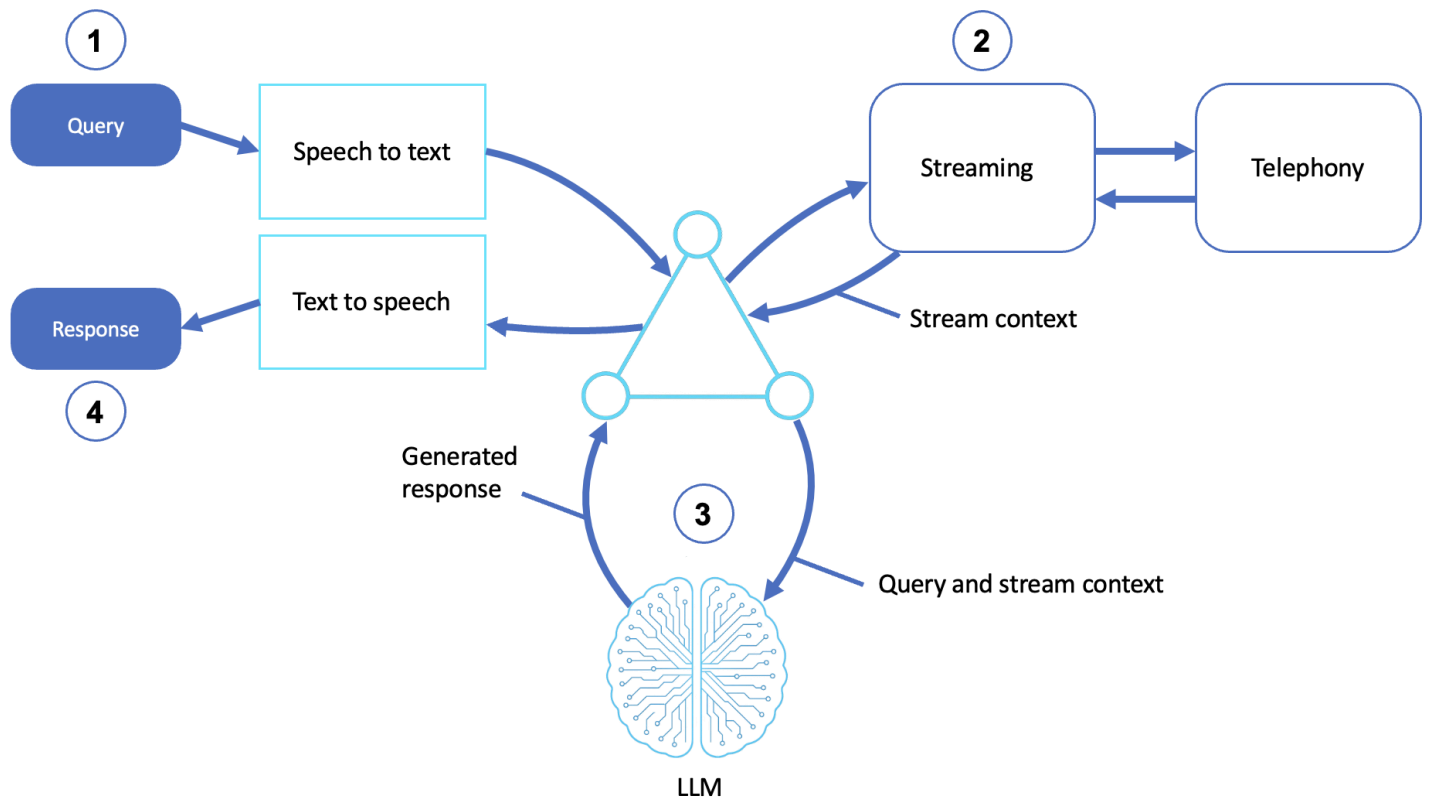 1
Query
Speech to text
2
Streaming
Telephony
Text to speech
Response
4
Stream context
Generated
response
3
Query and stream context
LLM